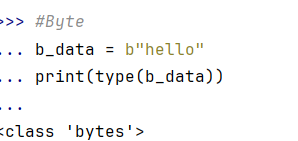 >>> #Byte
... b_data = b"hello"
... print(type(b_data))
...
<class 'bytes'>